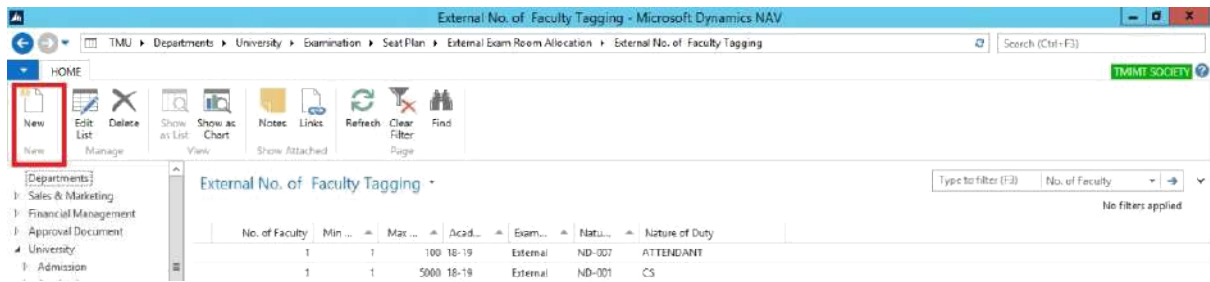 External No. of Faculty Tagging - Microsoft Dynamics NAV
TMU ▸ Departments ▸ University ▸ Examination ▸ Seat Plan ▸ External Exam Room Allocation ▸ External No. of Faculty Tagging
Search (Ctrl+F3)
HOME
TMIMT SOCIETY
New Edit List Delete Show as List Show as Chart Notes Links Refresh Clear Filter Find
New Manage View Show Attached Page
Departments
Sales & Marketing
Financial Management
Approval Document
University
Admission
External No. of Faculty Tagging
Type to filter (F3) No. of Faculty
No filters applied
No. of Faculty Min ... Max ... Acad... Exam... Natu... Nature of Duty
1 1 100 18-19 External ND-007 ATTENDANT
1 1 5000 18-19 External ND-001 CS